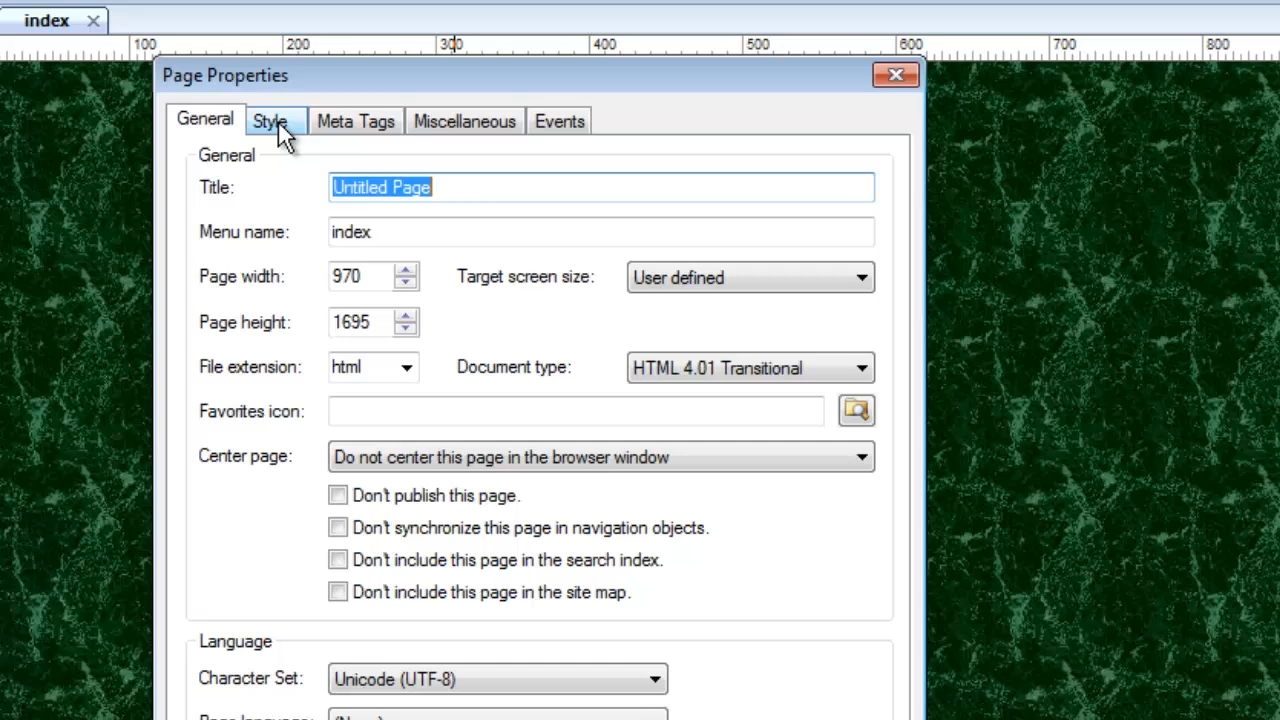 index
100 200 300 400 500 600 700 800
Page Properties
General Style Meta Tags Miscellaneous Events
General
Title: Untitled Page
Menu name: index
Page width: 970 Target screen size: User defined
Page height: 1695
File extension: html Document type: HTML 4.01 Transitional
Favorites icon:
Center page: Do not center this page in the browser window
Don't publish this page.
Don't synchronize this page in navigation objects.
Don't include this page in the search index.
Don't include this page in the site map.
Language
Character Set: Unicode (UTF-8)
Page language: